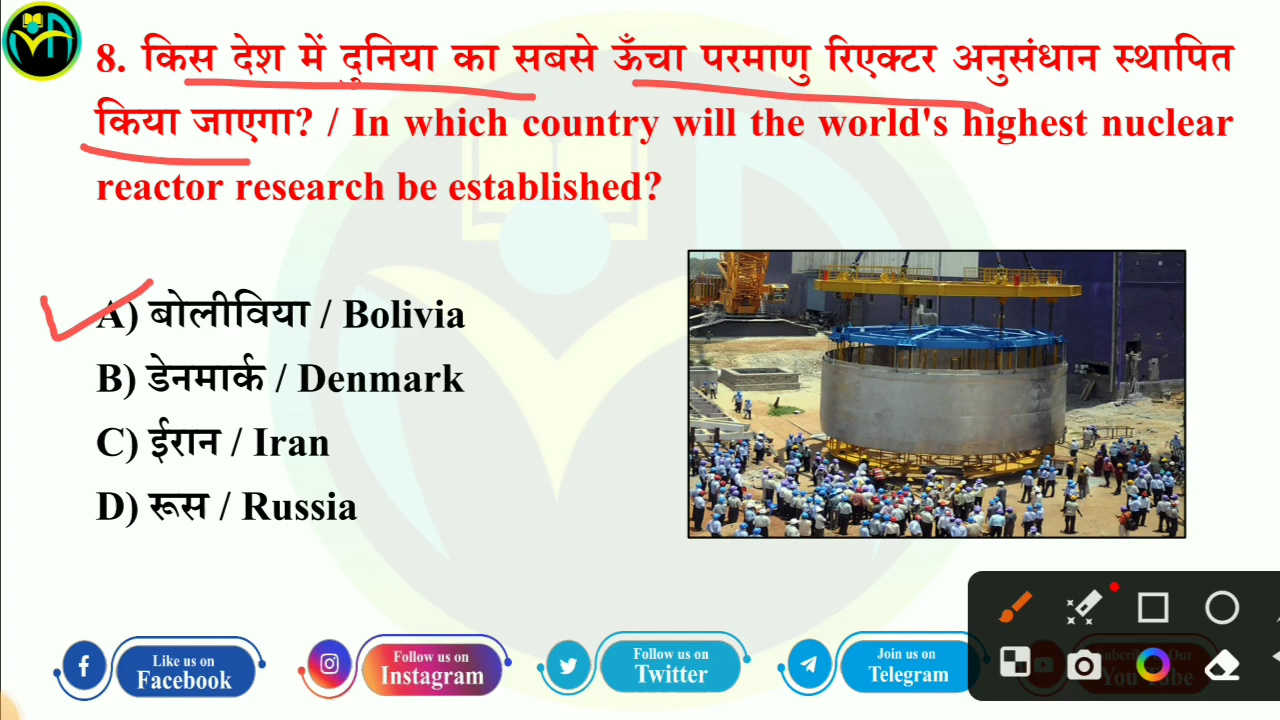 8. किस देश में दुनिया का सबसे ऊँचा परमाणु रिएक्टर अनुसंधान स्थापित
किया जाएगा? / In which country will the world's highest nuclear
reactor research be established?
A) बोलीविया / Bolivia
B) डेनमार्क / Denmark
C) ईरान / Iran
D) रूस / Russia
Like us on
Facebook
Follow us on
Instagram
Follow us on
Twitter
Join us on
Telegram